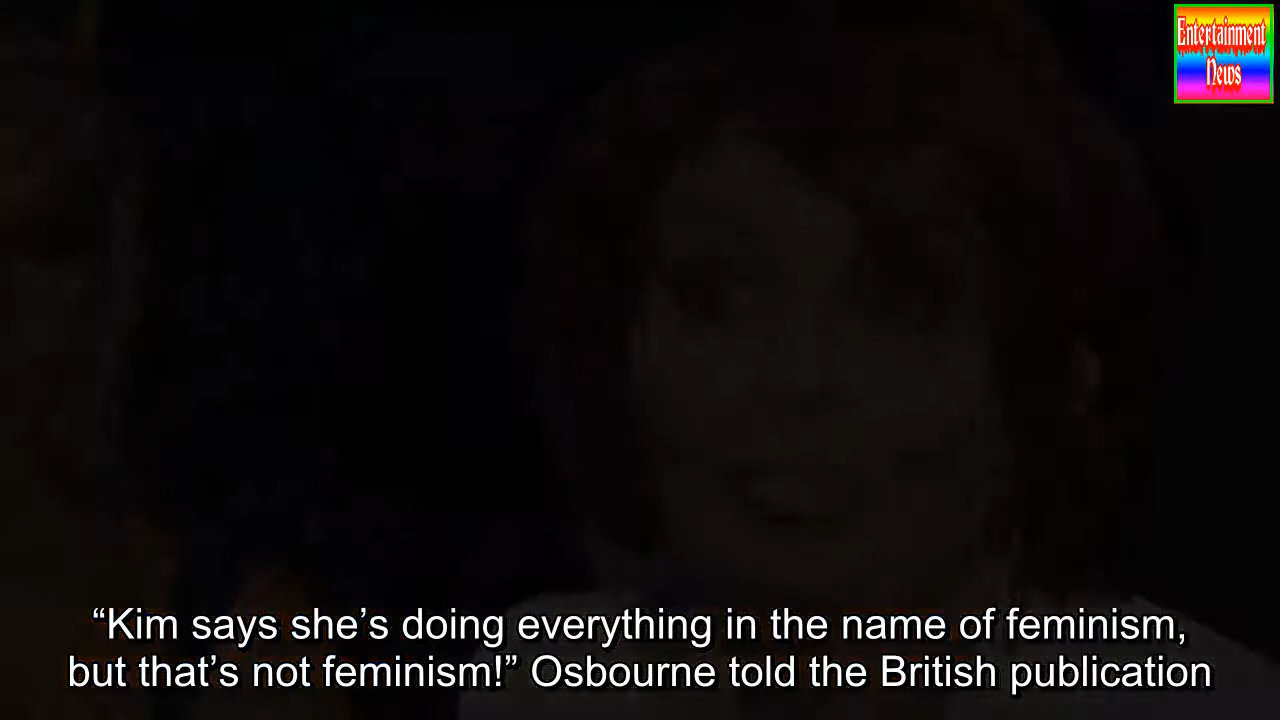 Entertainment
News
“Kim says she’s doing everything in the name of feminism,
but that’s not feminism!” Osbourne told the British publication